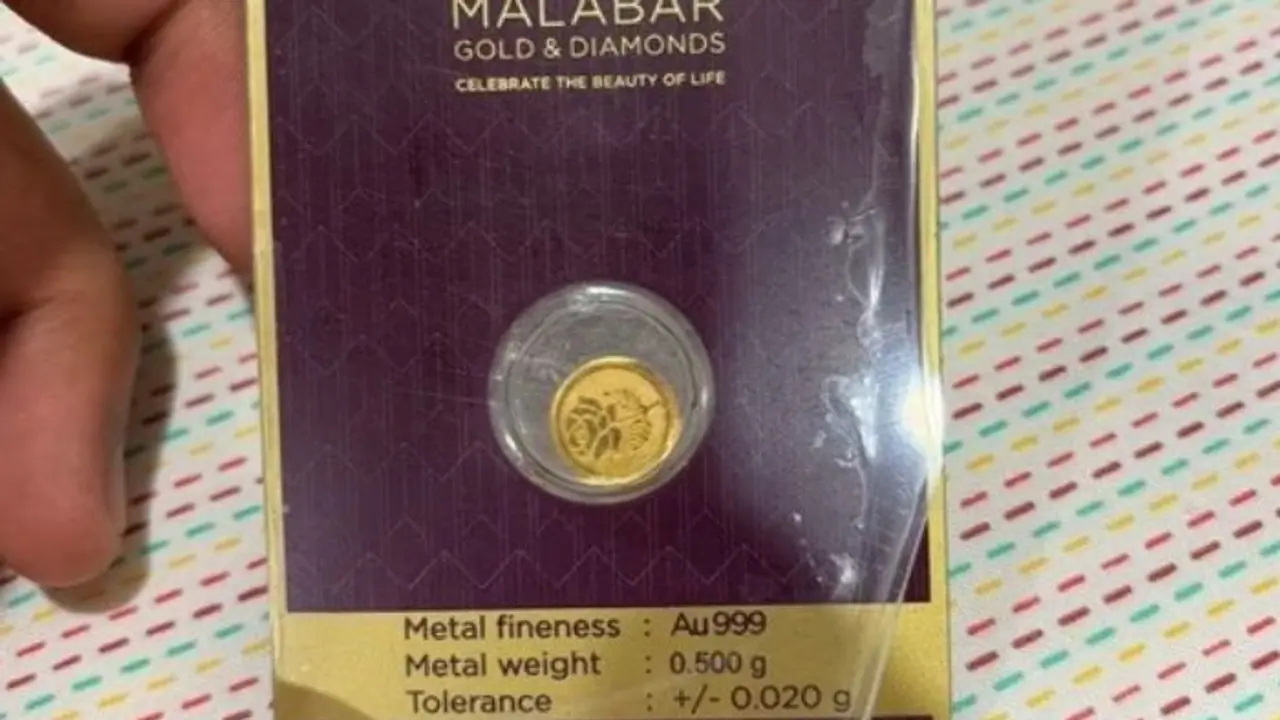 MALABAR
GOLD & DIAMONDS
CELEBRATE THE BEAUTY OF LIFE
Metal fineness : Au999
Metal weight : 0.500 g
Tolerance : +/- 0.020 g